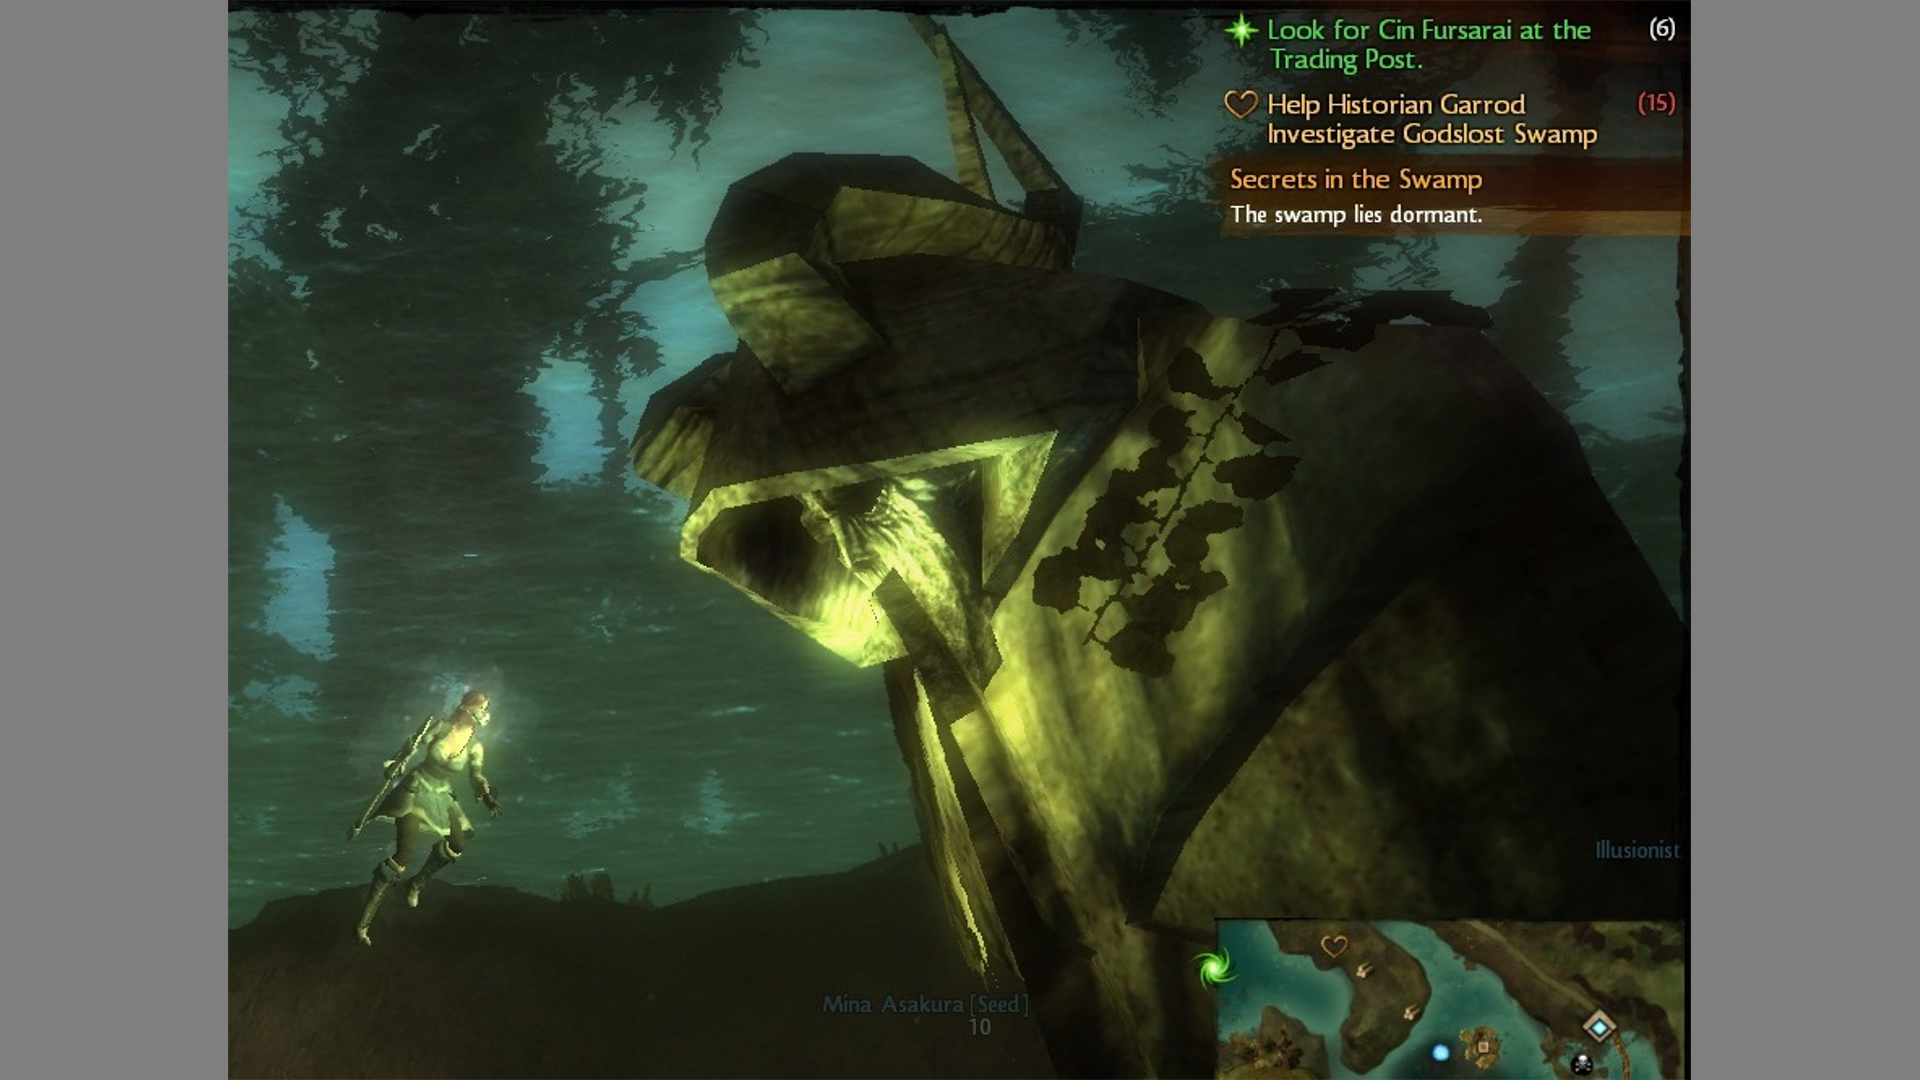 Look for Cin Fursarai at the (6)
Trading Post.
Help Historian Garrod (15)
Investigate Godslost Swamp
Secrets in the Swamp
The swamp lies dormant.
Illusionist
Mina Asakura [Seed]
10